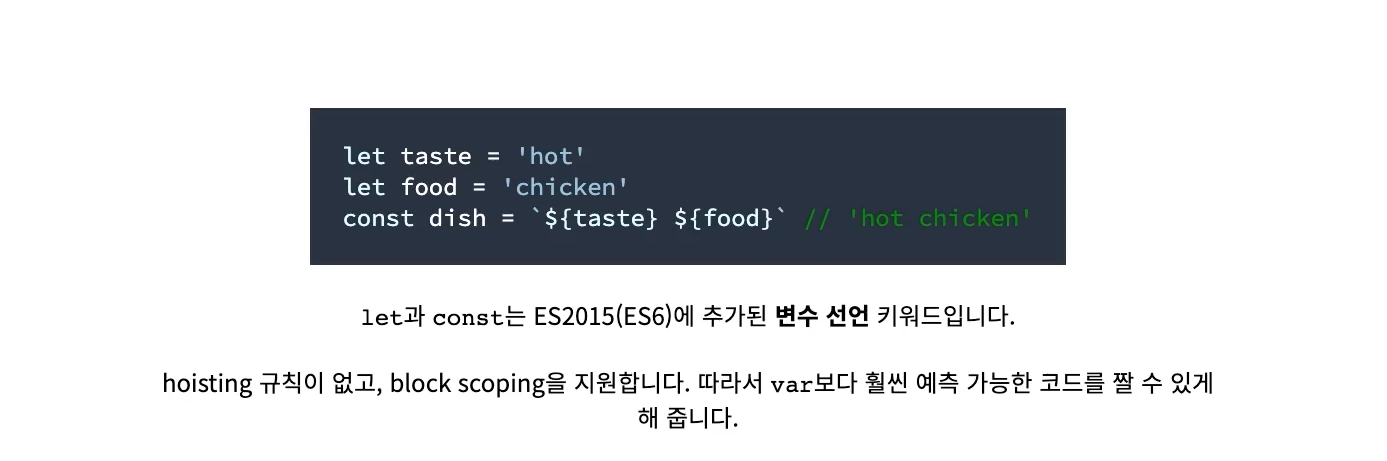 let taste = 'hot'
let food = 'chicken'
const dish = `${taste} ${food}` // 'hot chicken'
let과 const는 ES2015(ES6)에 추가된 변수 선언 키워드입니다.
hoisting 규칙이 없고, block scoping을 지원합니다. 따라서 var보다 훨씬 예측 가능한 코드를 짤 수 있게
해 줍니다.